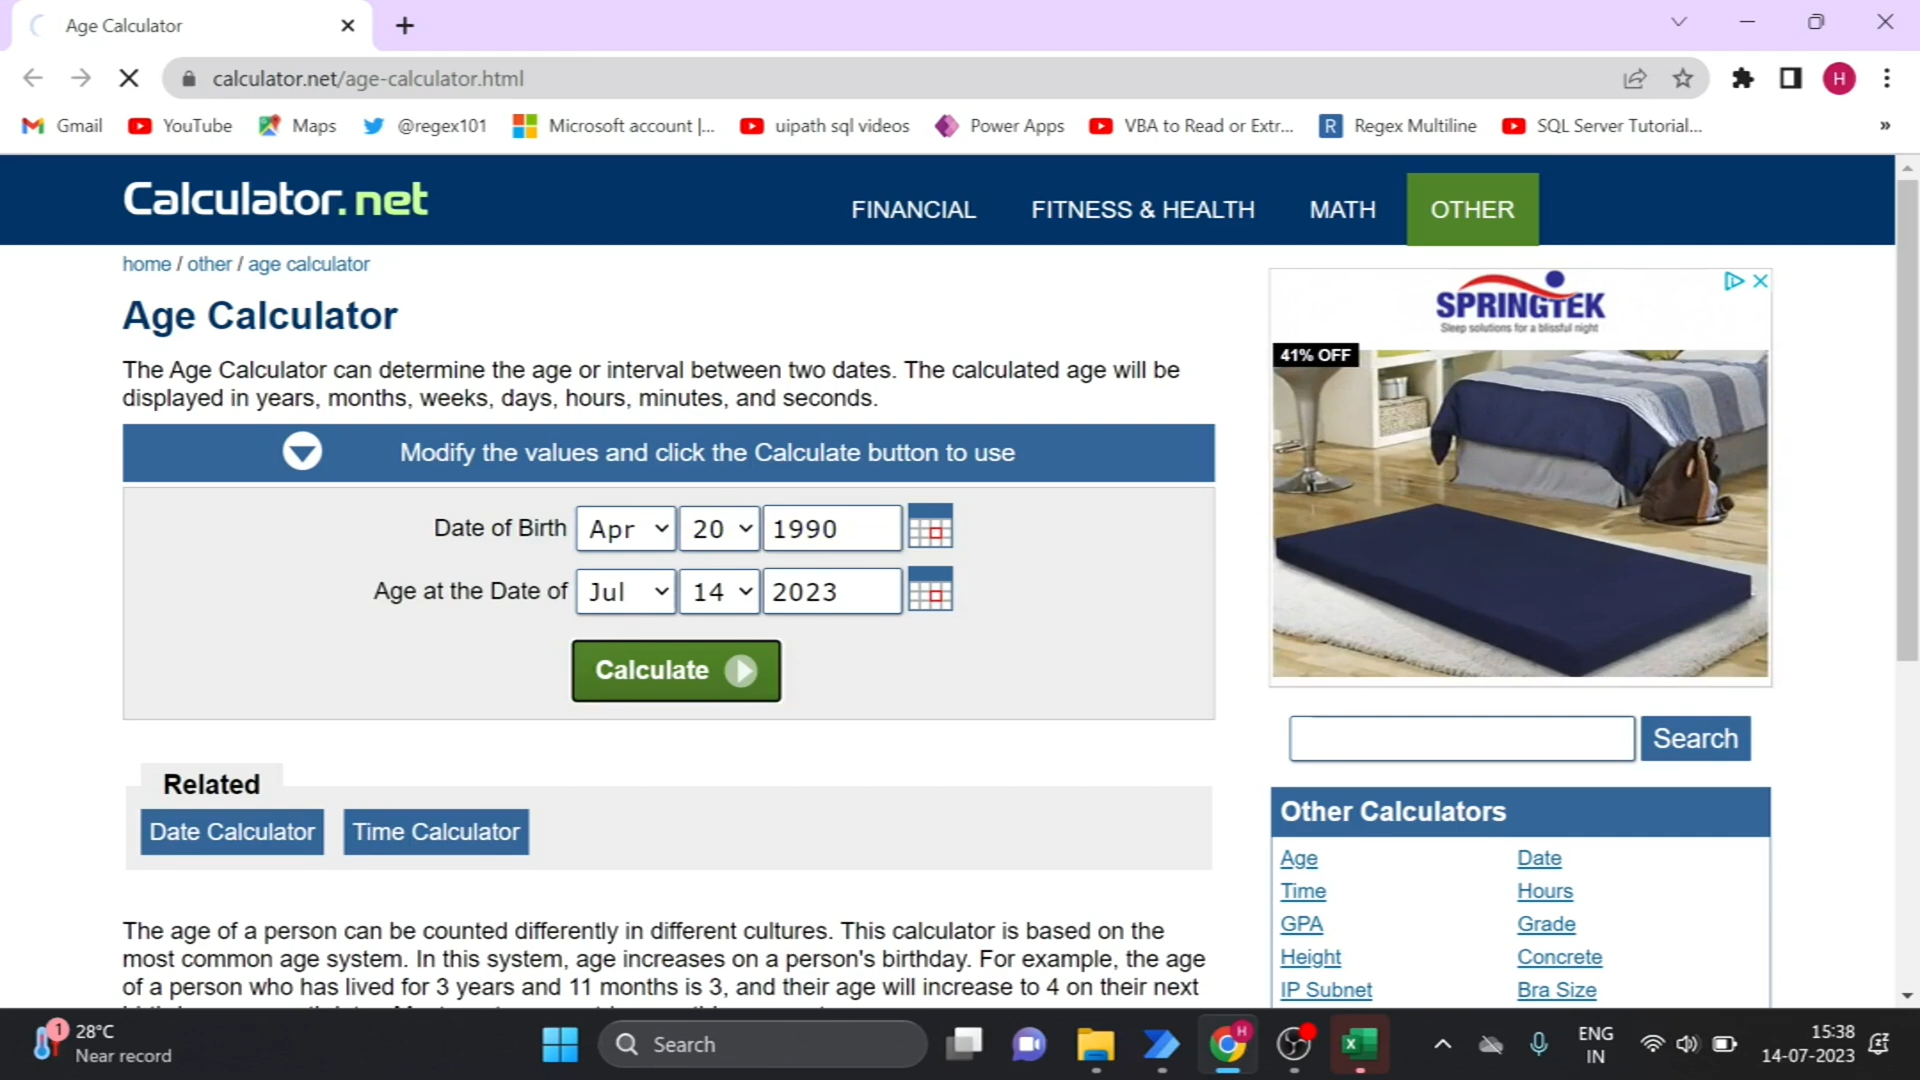 Age Calculator
calculator.net/age-calculator.html
H
Gmail
YouTube
Maps
@regex101
Microsoft account |...
uipath sql videos
Power Apps
VBA to Read or Extr...
R
Regex Multiline
SQL Server Tutorial...
»
Calculator.net
FINANCIAL
FITNESS & HEALTH
MATH
OTHER
home / other / age calculator
Age Calculator
The Age Calculator can determine the age or interval between two dates. The calculated age will be
displayed in years, months, weeks, days, hours, minutes, and seconds.
Modify the values and click the Calculate button to use
Date of Birth Apr 20 1990
Age at the Date of Jul 14 2023
Calculate
Related
Date Calculator
Time Calculator
The age of a person can be counted differently in different cultures. This calculator is based on the
most common age system. In this system, age increases on a person's birthday. For example, the age
of a person who has lived for 3 years and 11 months is 3, and their age will increase to 4 on their next
SPRINGTEK
Sleep solutions for a blissful night
41% OFF
Search
Other Calculators
Age Date
Time Hours
GPA Grade
Height Concrete
IP Subnet Bra Size
1
28°C
Near record
Search
H
X
ENG
IN
15:38
14-07-2023